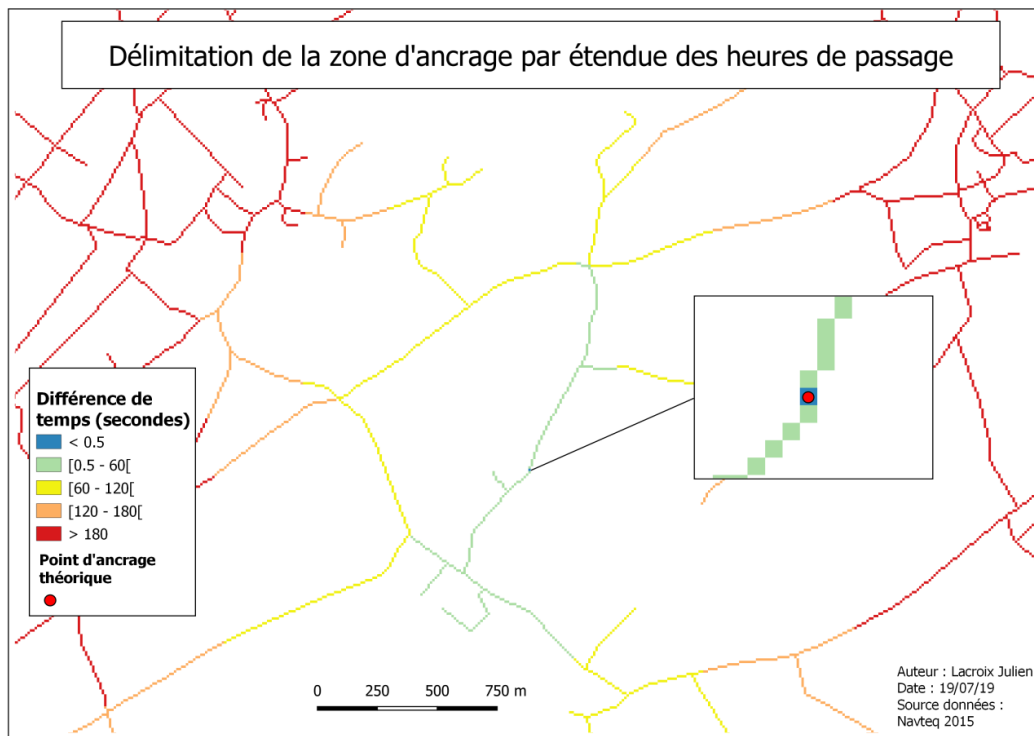 Délimitation de la zone d'ancrage par étendue des heures de passage
Différence de
temps (secondes)
< 0.5
[0.5 - 60[
[60 - 120[
[120 - 180[
> 180
Point d'ancrage
théorique
0 250 500 750 m
Auteur : Lacroix Julien
Date : 19/07/19
Source données :
Navteq 2015